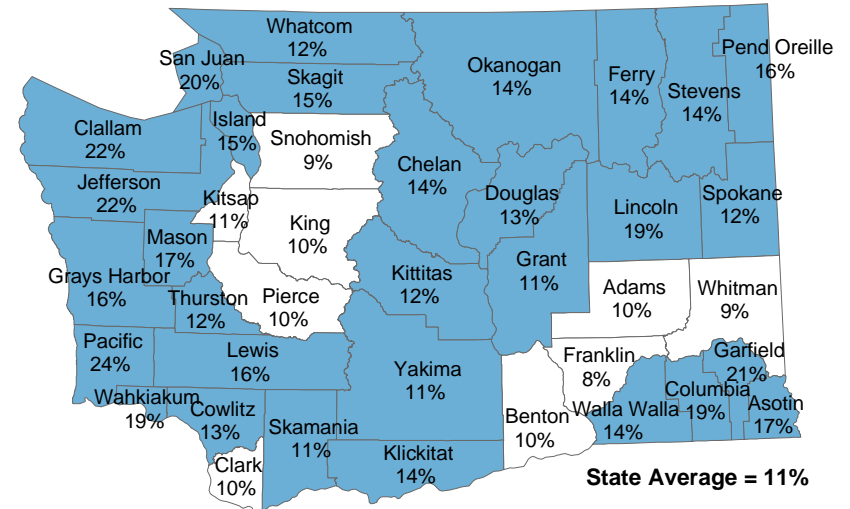 Whatcom
12%
San Juan
20%
Skagit
15%
Okanogan
14%
Ferry
14%
Stevens
14%
Pend Oreille
16%
Clallam
22%
Island
15%
Snohomish
9%
Chelan
14%
Jefferson
22%
Kitsap
11%
King
10%
Douglas
13%
Lincoln
19%
Spokane
12%
Mason
17%
Grays Harbor
16%
Thurston
12%
Pierce
10%
Kittitas
12%
Grant
11%
Adams
10%
Whitman
9%
Pacific
24%
Lewis
16%
Yakima
11%
Franklin
8%
Garfield
21%
Wahkiakum
19%
Cowlitz
13%
Skamania
11%
Benton
10%
Walla Walla
14%
Columbia
19%
Asotin
17%
Clark
10%
Klickitat
14%
State Average = 11%